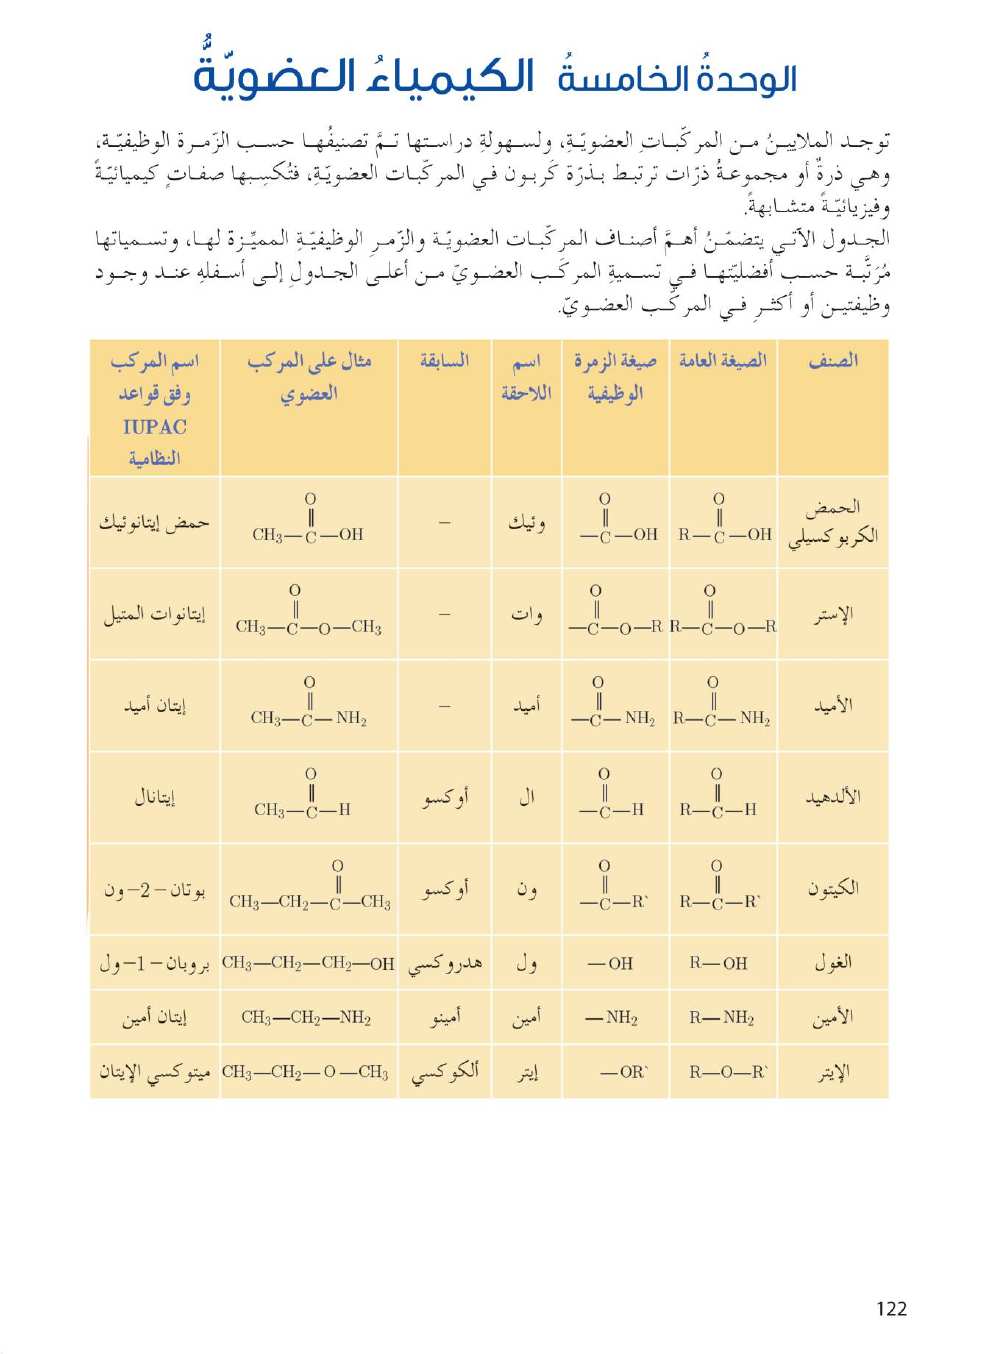 الوحدةُ الخامسةُ الكيمياءُ العضويّةُ
توجد الملايينُ من المركّباتِ العضويّةِ، ولسهولةِ دراستها تمَّ تصنيفُها حسب الزّمرة الوظيفيّة،
وهي ذرةٌ أو مجموعةُ ذرّات ترتبط بذرّة كَربون في المركّبات العضويّةِ، فتُكسِبها صفاتٍ كيميائيّةً
وفيزيائيّةً متشابهةً.
الجدول الآتي يتضمّنُ أهمَّ أصنافِ المركّباتِ العضويّة والزّمرِ الوظيفيّةِ المميِّزة لها، وتسمياتها
مُرَتَّبة حسب أفضليّتها في تسميةِ المركّب العضويّ من أعلى الجدولِ إلى أسفلهِ عند وجود
وظيفتين أو أكثرِ في المركّب العضويّ.
الصنف الصيغة العامة صيغة الزمرة الوظيفية اسم اللاحقة السابقة مثال على المركب العضوي اسم المركب وفق قواعد IUPAC النظامية
الحمض الكربوكسيلي R—C(‖O)—OH —C(‖O)—OH وئيك – CH₃—C(‖O)—OH حمض إيتانوئيك
الإستر R—C(‖O)—O—R —C(‖O)—O—R وات – CH₃—C(‖O)—O—CH₃ إيتانوات المتيل
الأميد R—C(‖O)—NH₂ —C(‖O)—NH₂ أميد – CH₃—C(‖O)—NH₂ إيتان أميد
الألدهيد R—C(‖O)—H —C(‖O)—H ال أوكسو CH₃—C(‖O)—H إيتانال
الكيتون R—C(‖O)—R` —C(‖O)—R` ون أوكسو CH₃—CH₂—C(‖O)—CH₃ بوتان–2–ون
الغول R—OH —OH ول هدروكسي CH₃—CH₂—CH₂—OH بروبان–1–ول
الأمين R—NH₂ —NH₂ أمين أمينو CH₃—CH₂—NH₂ إيتان أمين
الإيتر R—O—R` —OR` إيتر ألكوكسي CH₃—CH₂—O—CH₃ ميتوكسي الإيتان
122